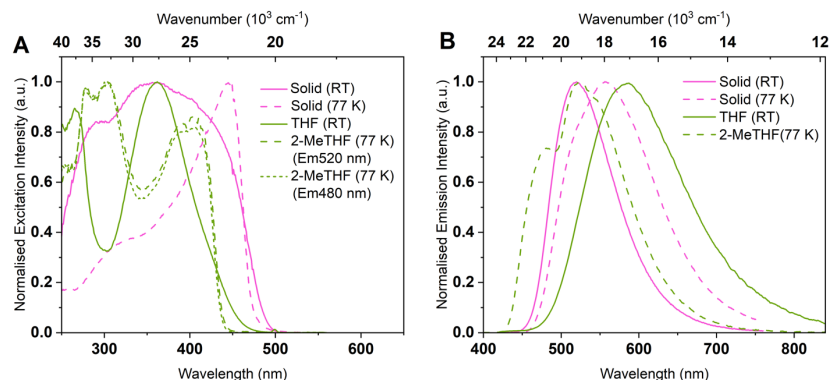 Wavenumber (10³ cm⁻¹)
40 35 30 25 20
A
Normalised Excitation Intensity (a.u.)
1.0
0.8
0.6
0.4
0.2
0.0
Solid (RT)
Solid (77 K)
THF (RT)
2-MeTHF (77 K)
(Em520 nm)
2-MeTHF (77 K)
(Em480 nm)
300 400 500 600
Wavelength (nm)
Wavenumber (10³ cm⁻¹)
24 22 20 18 16 14 12
B
Normalised Emission Intensity (a.u.)
1.0
0.8
0.6
0.4
0.2
0.0
Solid (RT)
Solid (77 K)
THF (RT)
2-MeTHF(77 K)
400 500 600 700 800
Wavelength (nm)